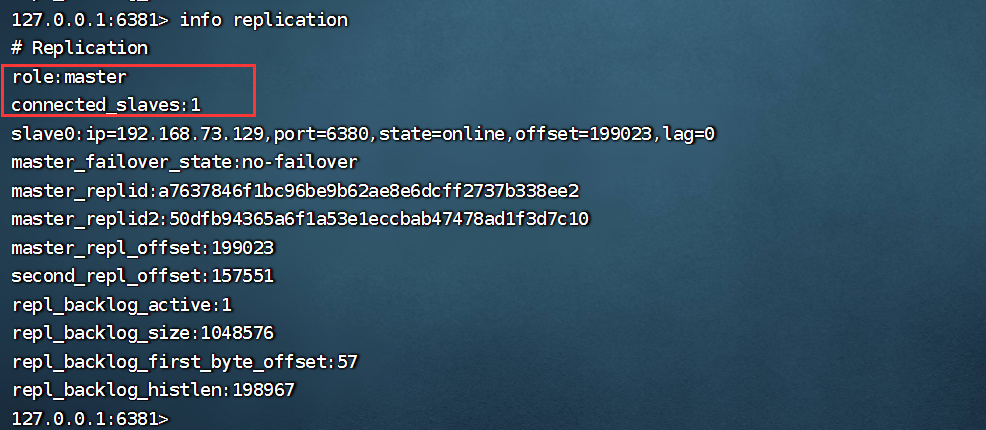 127.0.0.1:6381> info replication
# Replication
role:master
connected_slaves:1
slave0:ip=192.168.73.129,port=6380,state=online,offset=199023,lag=0
master_failover_state:no-failover
master_replid:a7637846f1bc96be9b62ae8e6dcff2737b338ee2
master_replid2:50dfb94365a6f1a53e1eccbab47478ad1f3d7c10
master_repl_offset:199023
second_repl_offset:157551
repl_backlog_active:1
repl_backlog_size:1048576
repl_backlog_first_byte_offset:57
repl_backlog_histlen:198967
127.0.0.1:6381>